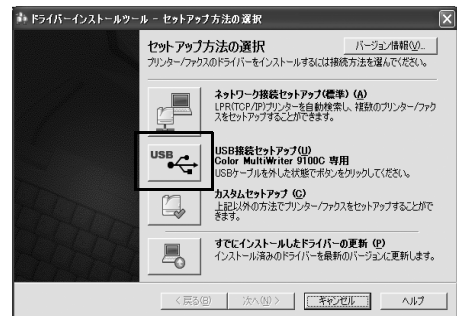 ドライバーインストールツール - セットアップ方法の選択
セットアップ方法の選択
バージョン情報(V)...
プリンター/ファクスのドライバーをインストールするには接続方法を選んでください。
ネットワーク接続セットアップ(標準) (A)
LPR(TCP/IP)プリンターを自動検索し、複数のプリンター/ファク
スをセットアップすることができます。
USB
USB接続セットアップ(U)
Color MultiWriter 9100C 専用
USBケーブルを外した状態でボタンをクリックしてください。
カスタムセットアップ (C)
上記以外の方法でプリンター/ファクスをセットアップすることがで
きます。
すでにインストールしたドライバーの更新 (P)
インストール済みのドライバーを最新のバージョンに更新します。
< 戻る(B)
次へ(N) >
キャンセル
ヘルプ